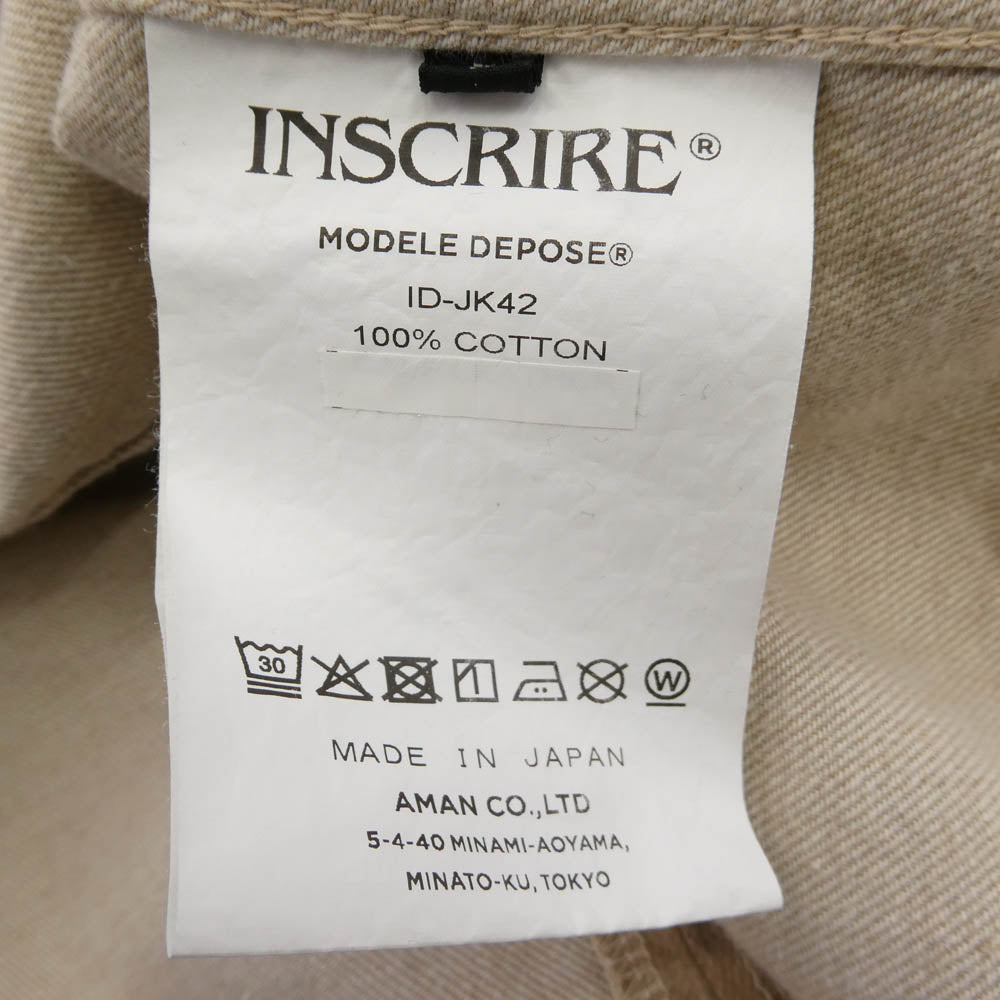 INSCRIRE®
MODELE DEPOSE®
ID-JK42
100% COTTON
30
W
MADE IN JAPAN
AMAN CO.,LTD
5-4-40 MINAMI-AOYAMA,
MINATO-KU, TOKYO